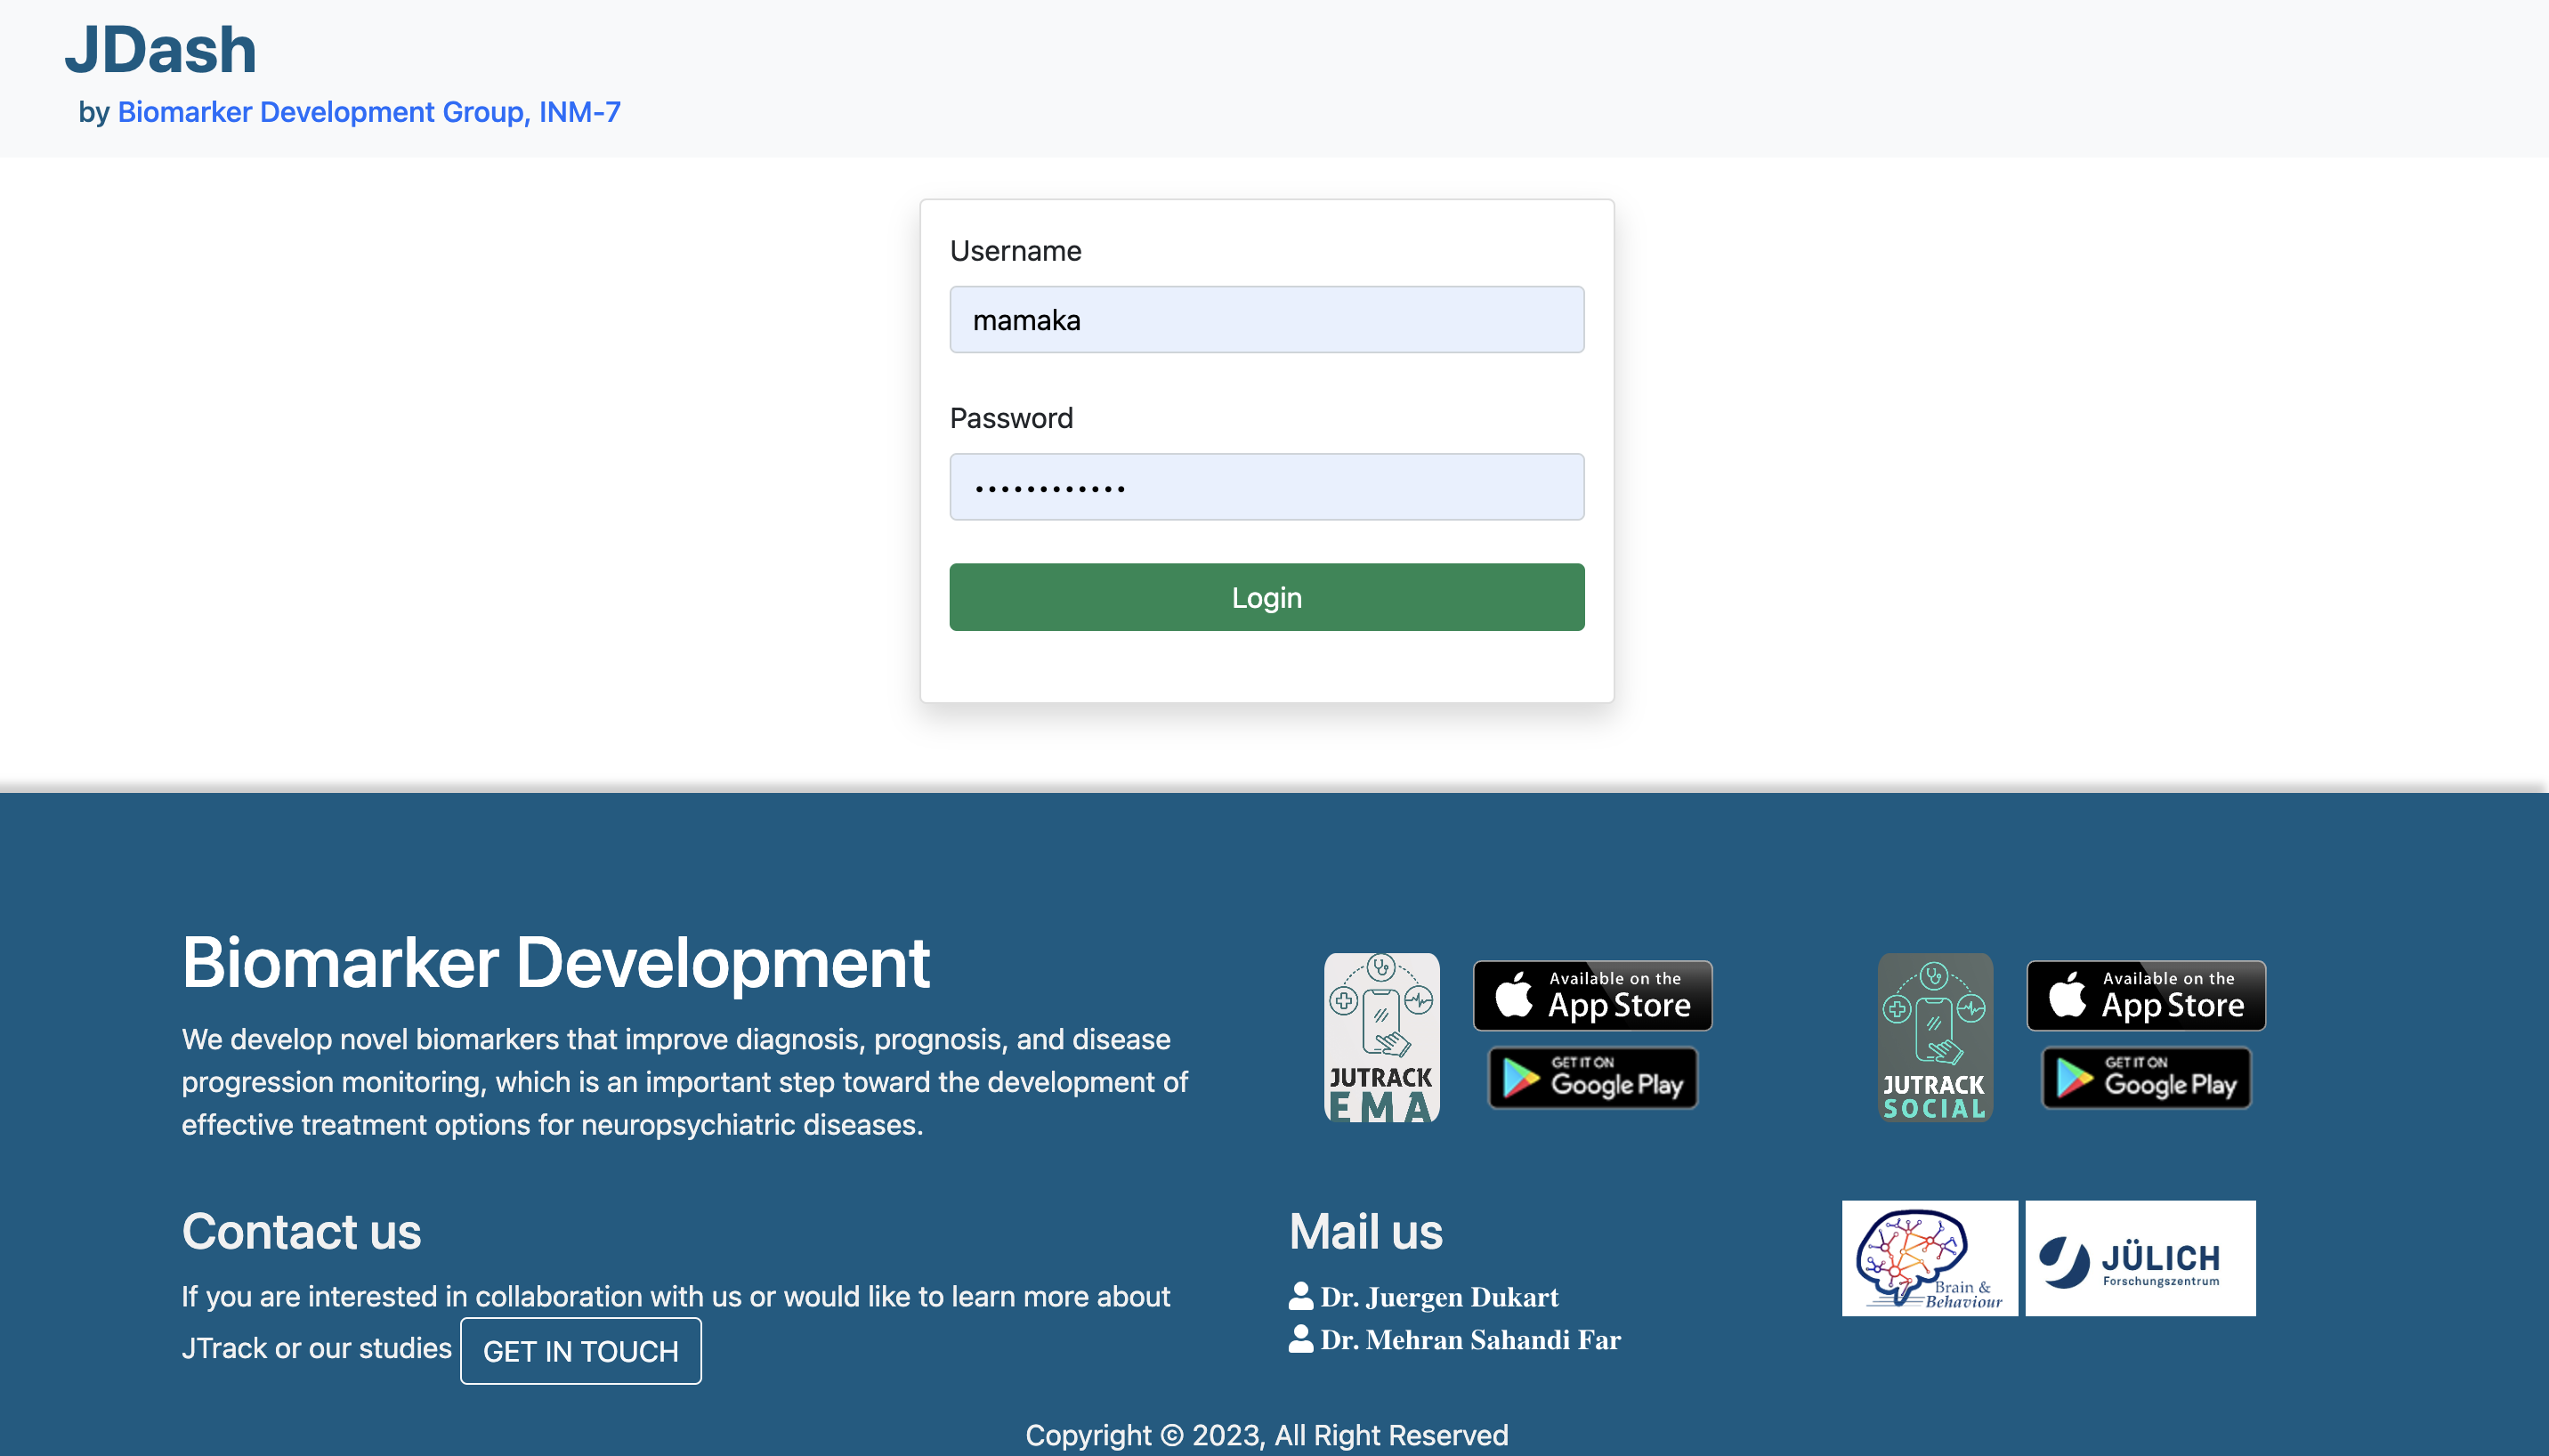 JDash
by Biomarker Development Group, INM-7
Username
mamaka
Password
••••••••••••
Login
Biomarker Development
We develop novel biomarkers that improve diagnosis, prognosis, and disease
progression monitoring, which is an important step toward the development of
effective treatment options for neuropsychiatric diseases.
JUTRACK
EMA
Available on the
App Store
GET IT ON
Google Play
JUTRACK
SOCIAL
Available on the
App Store
GET IT ON
Google Play
Contact us
If you are interested in collaboration with us or would like to learn more about
JTrack or our studies GET IN TOUCH
Mail us
Dr. Juergen Dukart
Dr. Mehran Sahandi Far
Brain &
Behaviour
JÜLICH
Forschungszentrum
Copyright © 2023, All Right Reserved